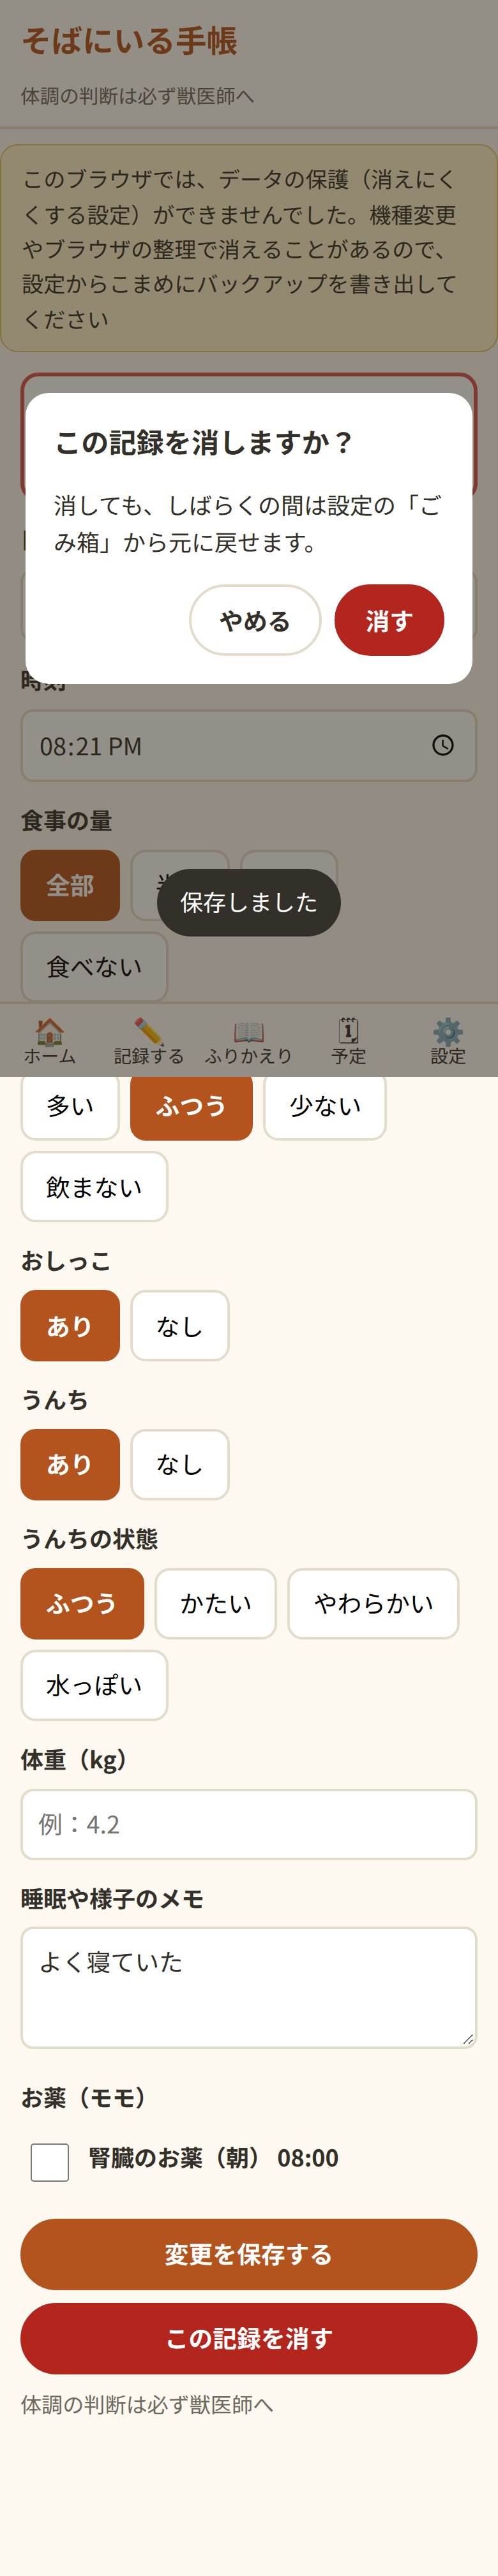 そばにいる手帳
体調の判断は必ず獣医師へ
このブラウザでは、データの保護（消えにく
くする設定）ができませんでした。機種変更
やブラウザの整理で消えることがあるので、
設定からこまめにバックアップを書き出して
ください
この記録を消しますか？
消しても、しばらくの間は設定の「ご
み箱」から元に戻せます。
やめる 消す
時刻
08:21 PM
食事の量
全部
保存しました
食べない
ホーム 記録する ふりかえり 予定 設定
多い ふつう 少ない
飲まない
おしっこ
あり なし
うんち
あり なし
うんちの状態
ふつう かたい やわらかい
水っぽい
体重（kg）
例：4.2
睡眠や様子のメモ
よく寝ていた
お薬（モモ）
腎臓のお薬（朝） 08:00
変更を保存する
この記録を消す
体調の判断は必ず獣医師へ